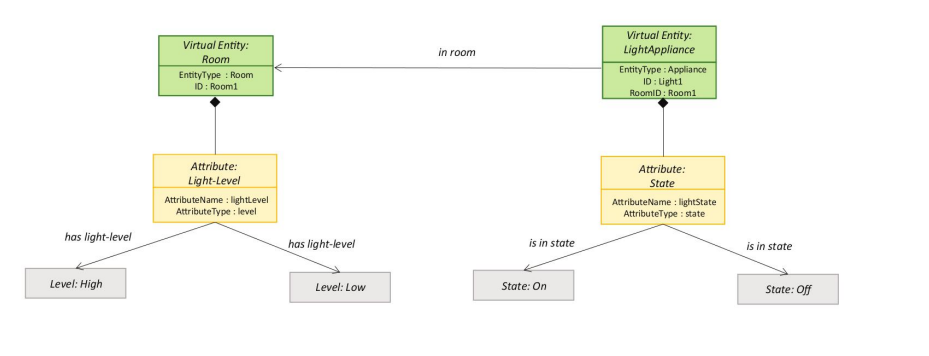 Virtual Entity:
Room
EntityType : Room
ID : Room1
in room
Virtual Entity:
LightAppliance
EntityType : Appliance
ID : Light1
RoomID : Room1
Attribute:
Light-Level
AttributeName : lightLevel
AttributeType : level
Attribute:
State
AttributeName : lightState
AttributeType : state
has light-level
has light-level
is in state
is in state
Level: High
Level: Low
State: On
State: Off